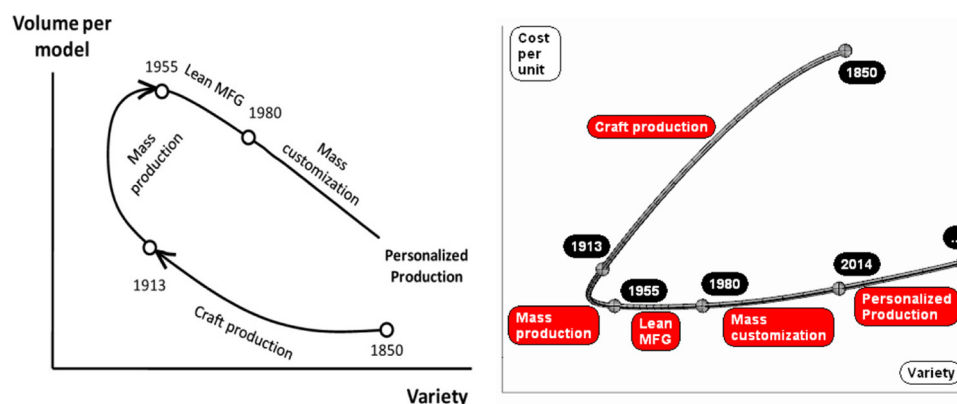 Volume per
model
1955
Lean MFG
1980
Mass
production
Mass
customization
1913
Personalized
Production
Craft production
1850
Variety
Cost
per
unit
1850
Craft production
1913
1955
1980
2014
..
Mass
production
Lean
MFG
Mass
customization
Personalized
Production
Variety